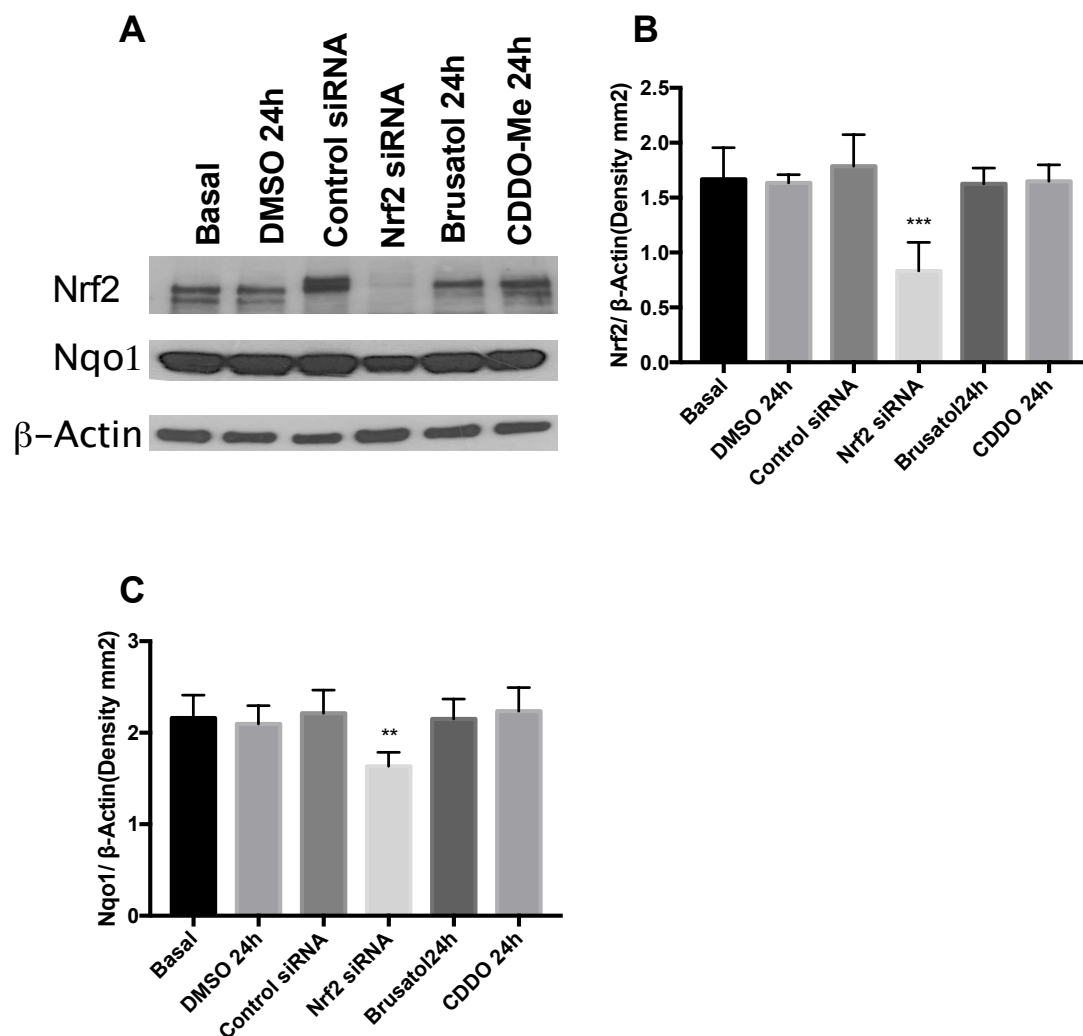 A
Basal
DMSO 24h
Control siRNA
Nrf2 siRNA
Brusatol 24h
CDDO-Me 24h
Nrf2
Nqo1
β-Actin
B
Nrf2/ β-Actin(Density mm2)
2.5
2.0
1.5
1.0
0.5
0.0
***
Basal
DMSO 24h
Control siRNA
Nrf2 siRNA
Brusatol24h
CDDO 24h
C
Nqo1/ β-Actin(Density mm2)
3
2
1
0
**
Basal
DMSO 24h
Control siRNA
Nrf2 siRNA
Brusatol24h
CDDO 24h